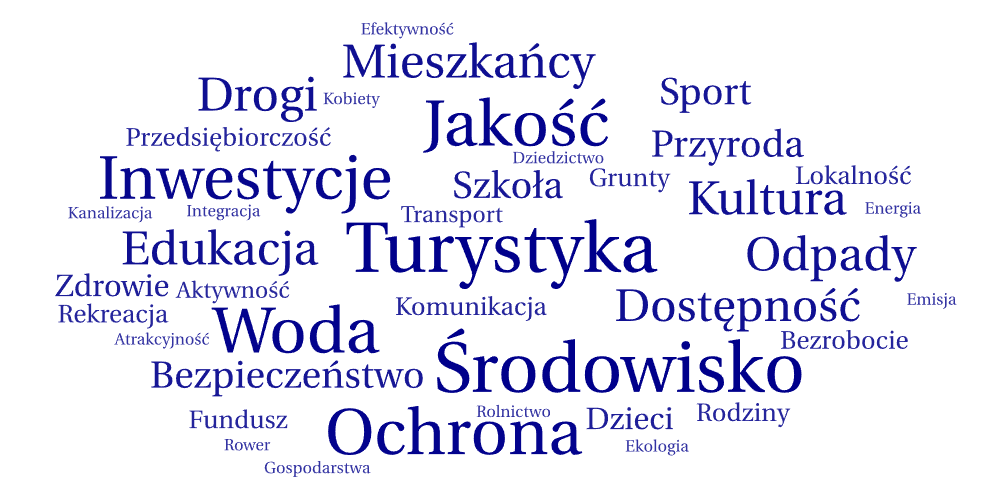 Efektywność
Mieszkańcy
Drogi
Kobiety
Sport
Jakość
Przedsiębiorczość
Przyroda
Dziedzictwo
Inwestycje
Szkoła
Grunty
Lokalność
Kultura
Kanalizacja
Integracja
Transport
Energia
Edukacja
Turystyka
Odpady
Zdrowie
Aktywność
Rekreacja
Komunikacja
Dostępność
Emisja
Atrakcyjność
Woda
Bezrobocie
Bezpieczeństwo
Środowisko
Fundusz
Ochrona
Rolnictwo
Dzieci
Rodziny
Rower
Ekologia
Gospodarstwa